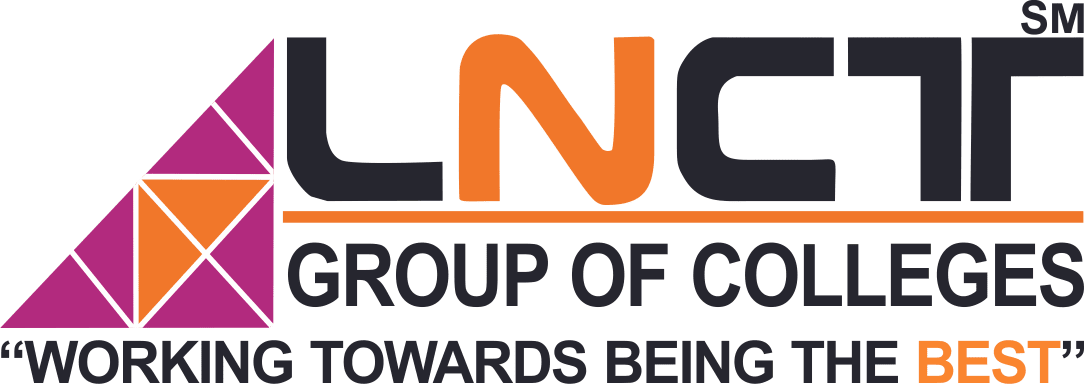 LNCT SM
GROUP OF COLLEGES
“WORKING TOWARDS BEING THE BEST”